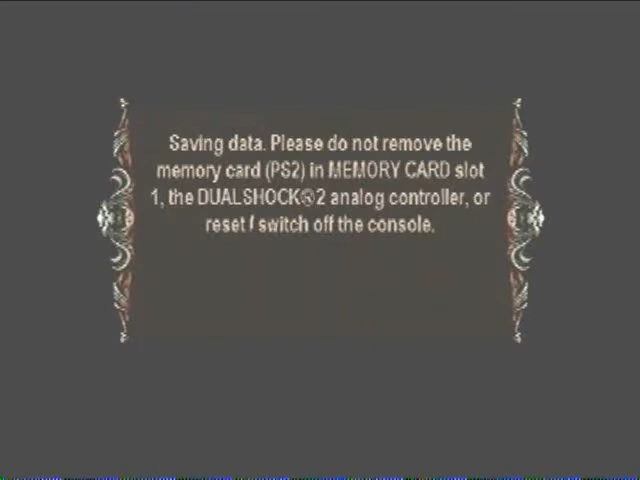 Saving data. Please do not remove the
memory card (PS2) in MEMORY CARD slot
1, the DUALSHOCK®2 analog controller, or
reset / switch off the console.